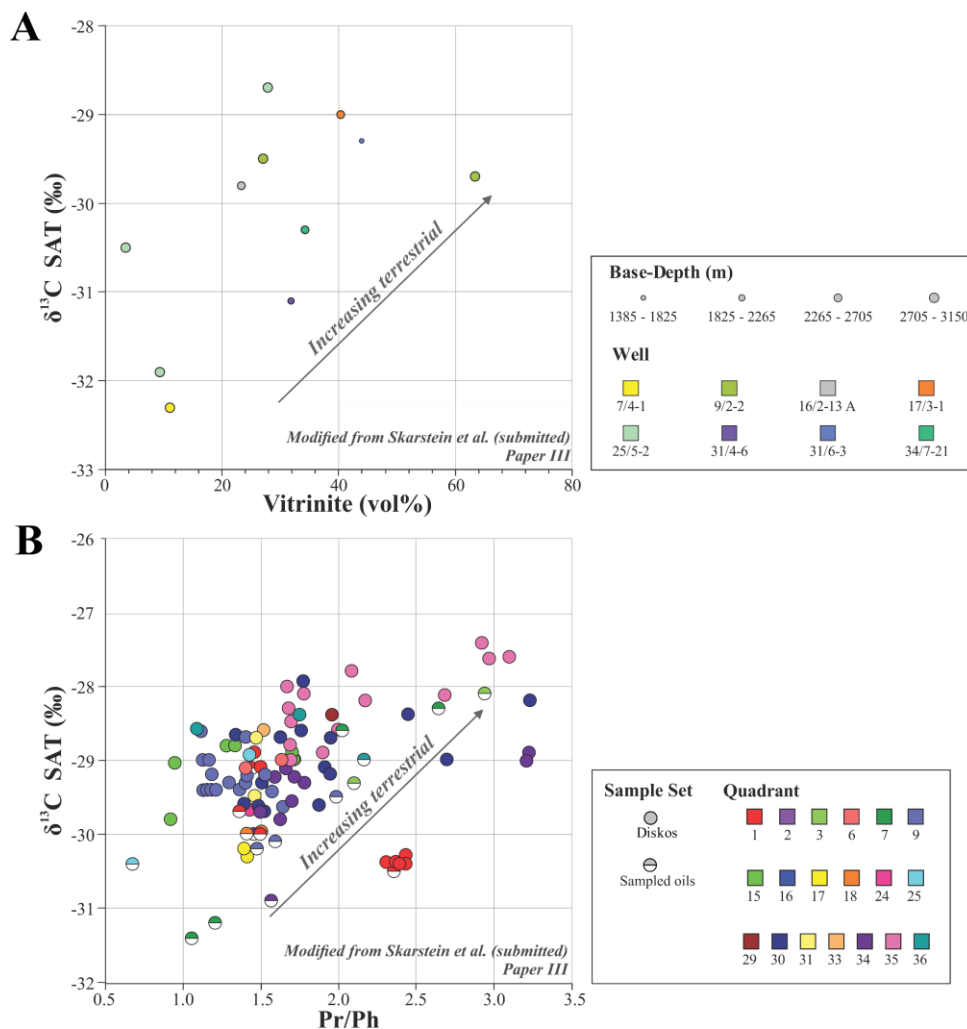 A
-28
-29
-30
-31
-32
-33
δ¹³C SAT (‰)
Increasing terrestrial
Modified from Skarstein et al. (submitted)
Paper III
0 20 40 60 80
Vitrinite (vol%)
Base-Depth (m)
1385 - 1825 1825 - 2265 2265 - 2705 2705 - 3150
Well
7/4-1 9/2-2 16/2-13 A 17/3-1
25/5-2 31/4-6 31/6-3 34/7-21
B
-26
-27
-28
-29
-30
-31
-32
δ¹³C SAT (‰)
Increasing terrestrial
Modified from Skarstein et al. (submitted)
Paper III
0.5 1.0 1.5 2.0 2.5 3.0 3.5
Pr/Ph
Sample Set Quadrant
Diskos
Sampled oils
1 2 3 6 7 9
15 16 17 18 24 25
29 30 31 33 34 35 36